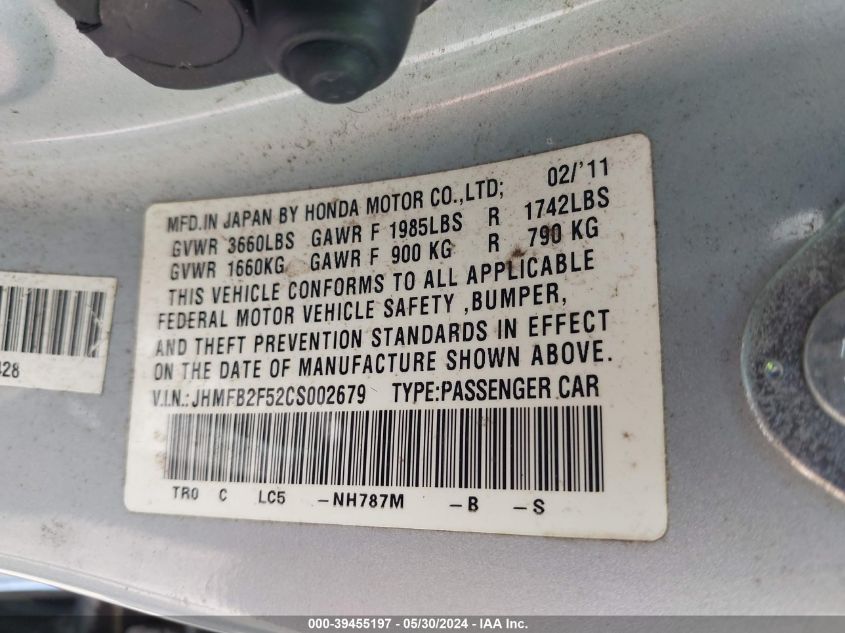 MFD.IN JAPAN BY HONDA MOTOR CO.,LTD; 02/'11
GVWR 3660LBS GAWR F 1985LBS R 1742LBS
GVWR 1660KG GAWR F 900 KG R 790 KG
THIS VEHICLE CONFORMS TO ALL APPLICABLE
FEDERAL MOTOR VEHICLE SAFETY ,BUMPER,
AND THEFT PREVENTION STANDARDS IN EFFECT
ON THE DATE OF MANUFACTURE SHOWN ABOVE.
V.I.N.:JHMFB2F52CS002679 TYPE:PASSENGER CAR
TR0 C LC5 -NH787M -B -S
428
000-39455197 - 05/30/2024 - IAA Inc.